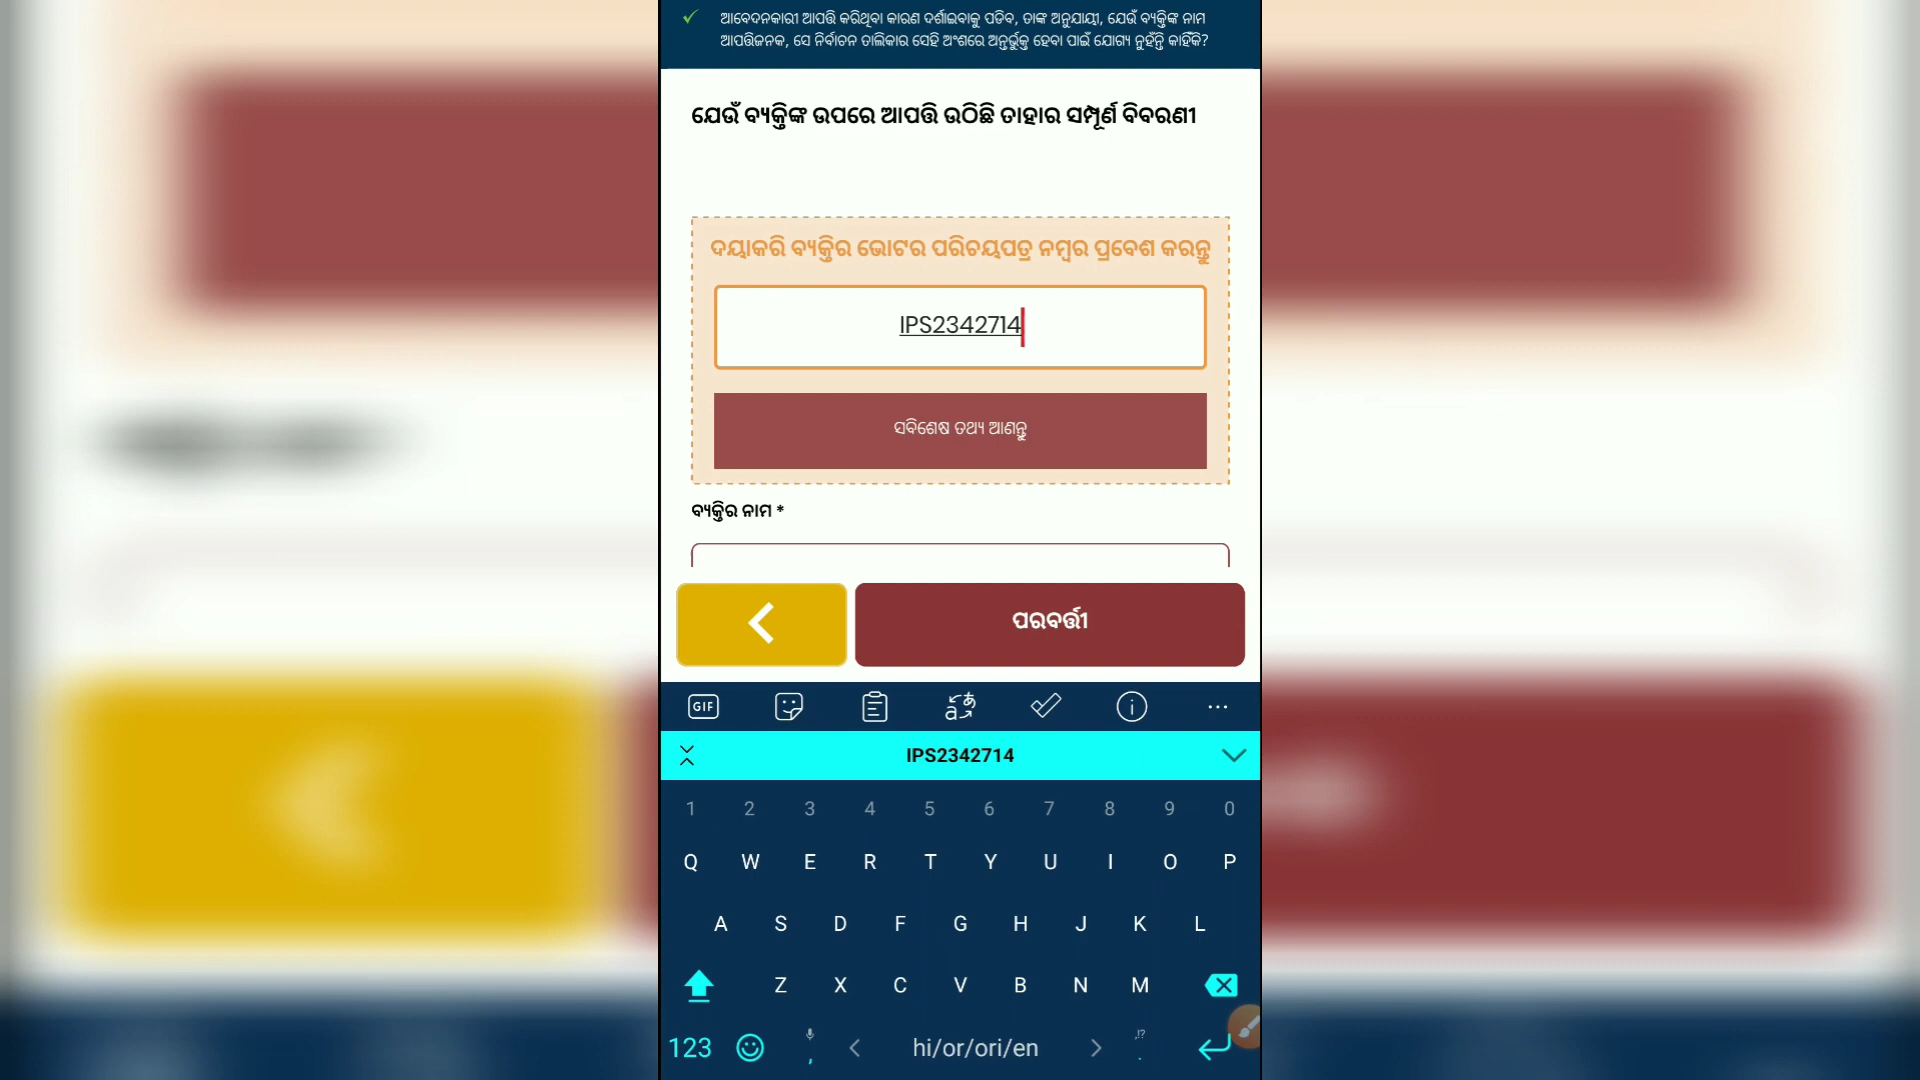 ଆବେଦନକାରୀ ଆପତ୍ତି କରିଥିବା କାରଣ ଦର୍ଶାଇବାକୁ ପଡିବ, ତାଙ୍କ ଅନୁଯାୟୀ, ଯେଉଁ ବ୍ୟକ୍ତିଙ୍କ ନାମ
ଆପତ୍ତିଜନକ, ସେ ନିର୍ବାଚନ ତାଲିକାର ସେହି ଅଂଶରେ ଅନ୍ତର୍ଭୁକ୍ତ ହେବା ପାଇଁ ଯୋଗ୍ୟ ନୁହଁନ୍ତି କାହିଁକି?
ଯେଉଁ ବ୍ୟକ୍ତିଙ୍କ ଉପରେ ଆପତ୍ତି ଉଠିଛି ତାହାର ସମ୍ପୂର୍ଣ ବିବରଣୀ
ଦୟାକରି ବ୍ୟକ୍ତିର ଭୋଟର ପରିଚୟପତ୍ର ନମ୍ବର ପ୍ରବେଶ କରନ୍ତୁ
IPS2342714
ସବିଶେଷ ତଥ୍ୟ ଆଣନ୍ତୁ
ବ୍ୟକ୍ତିର ନାମ *
ପରବର୍ତ୍ତୀ
GIF
IPS2342714
1 2 3 4 5 6 7 8 9 0
Q W E R T Y U I O P
A S D F G H J K L
Z X C V B N M
123 , hi/or/ori/en .,!?